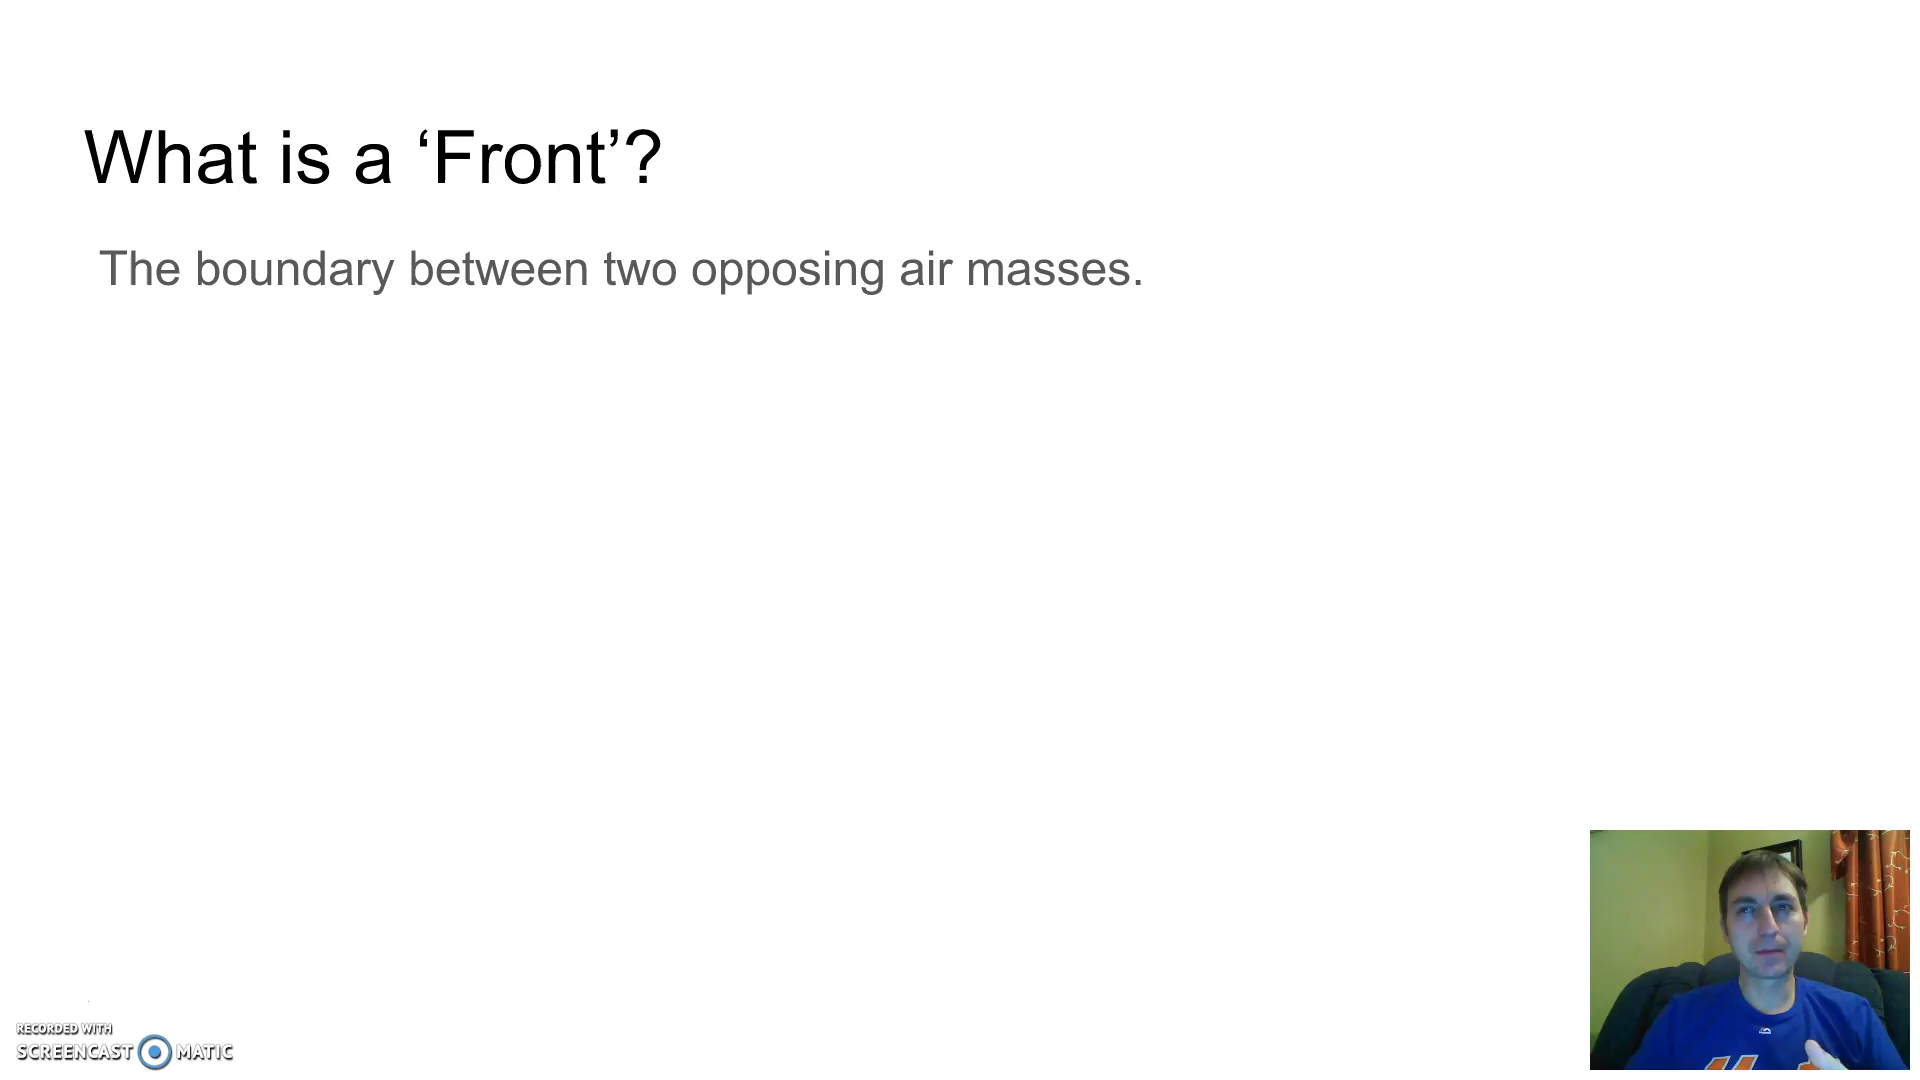 What is a ‘Front’?
The boundary between two opposing air masses.
RECORDED WITH
SCREENCAST MATIC